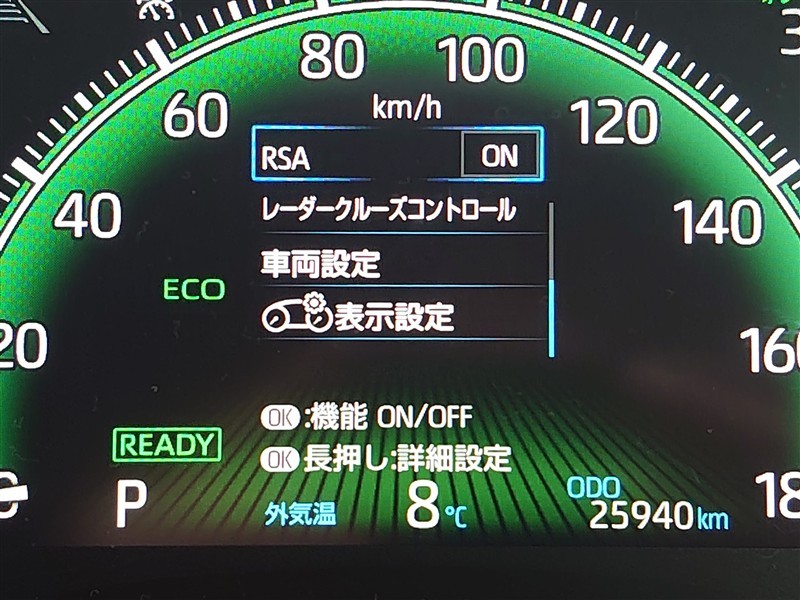 80 100
60 120
km/h
RSA ON
レーダークルーズコントロール
40 140
車両設定
ECO
表示設定
20 160
OK:機能 ON/OFF
READY
OK長押し:詳細設定
P
外気温 8℃
ODO
25940km